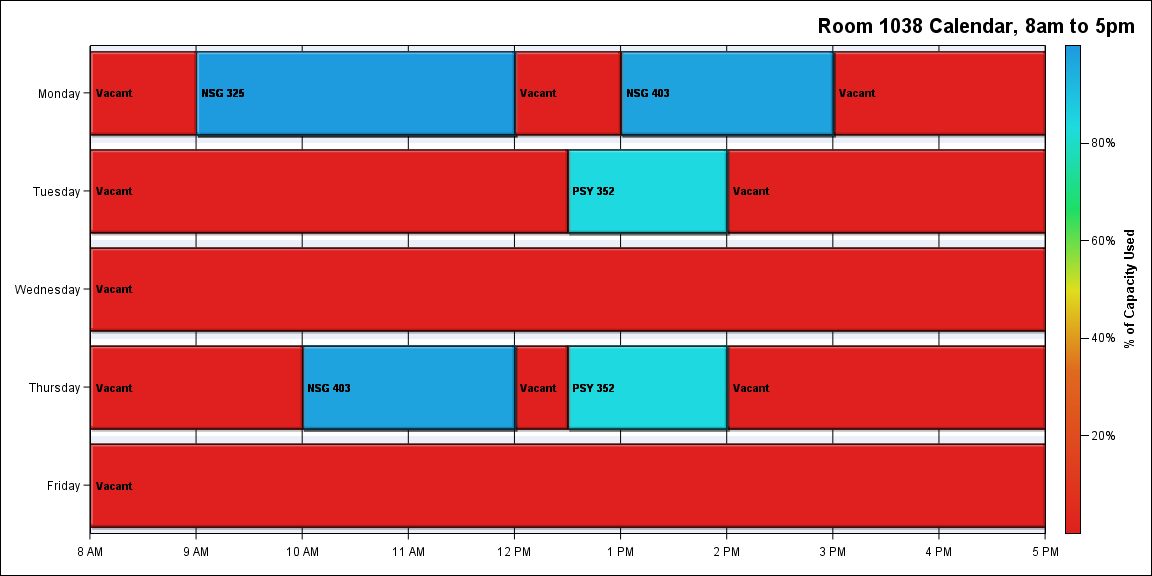 Room 1038 Calendar, 8am to 5pm
Monday
Vacant
NSG 325
Vacant
NSG 403
Vacant
Tuesday
Vacant
PSY 352
Vacant
Wednesday
Vacant
Thursday
Vacant
NSG 403
Vacant
PSY 352
Vacant
Friday
Vacant
8 AM
9 AM
10 AM
11 AM
12 PM
1 PM
2 PM
3 PM
4 PM
5 PM
80%
60%
40%
20%
% of Capacity Used